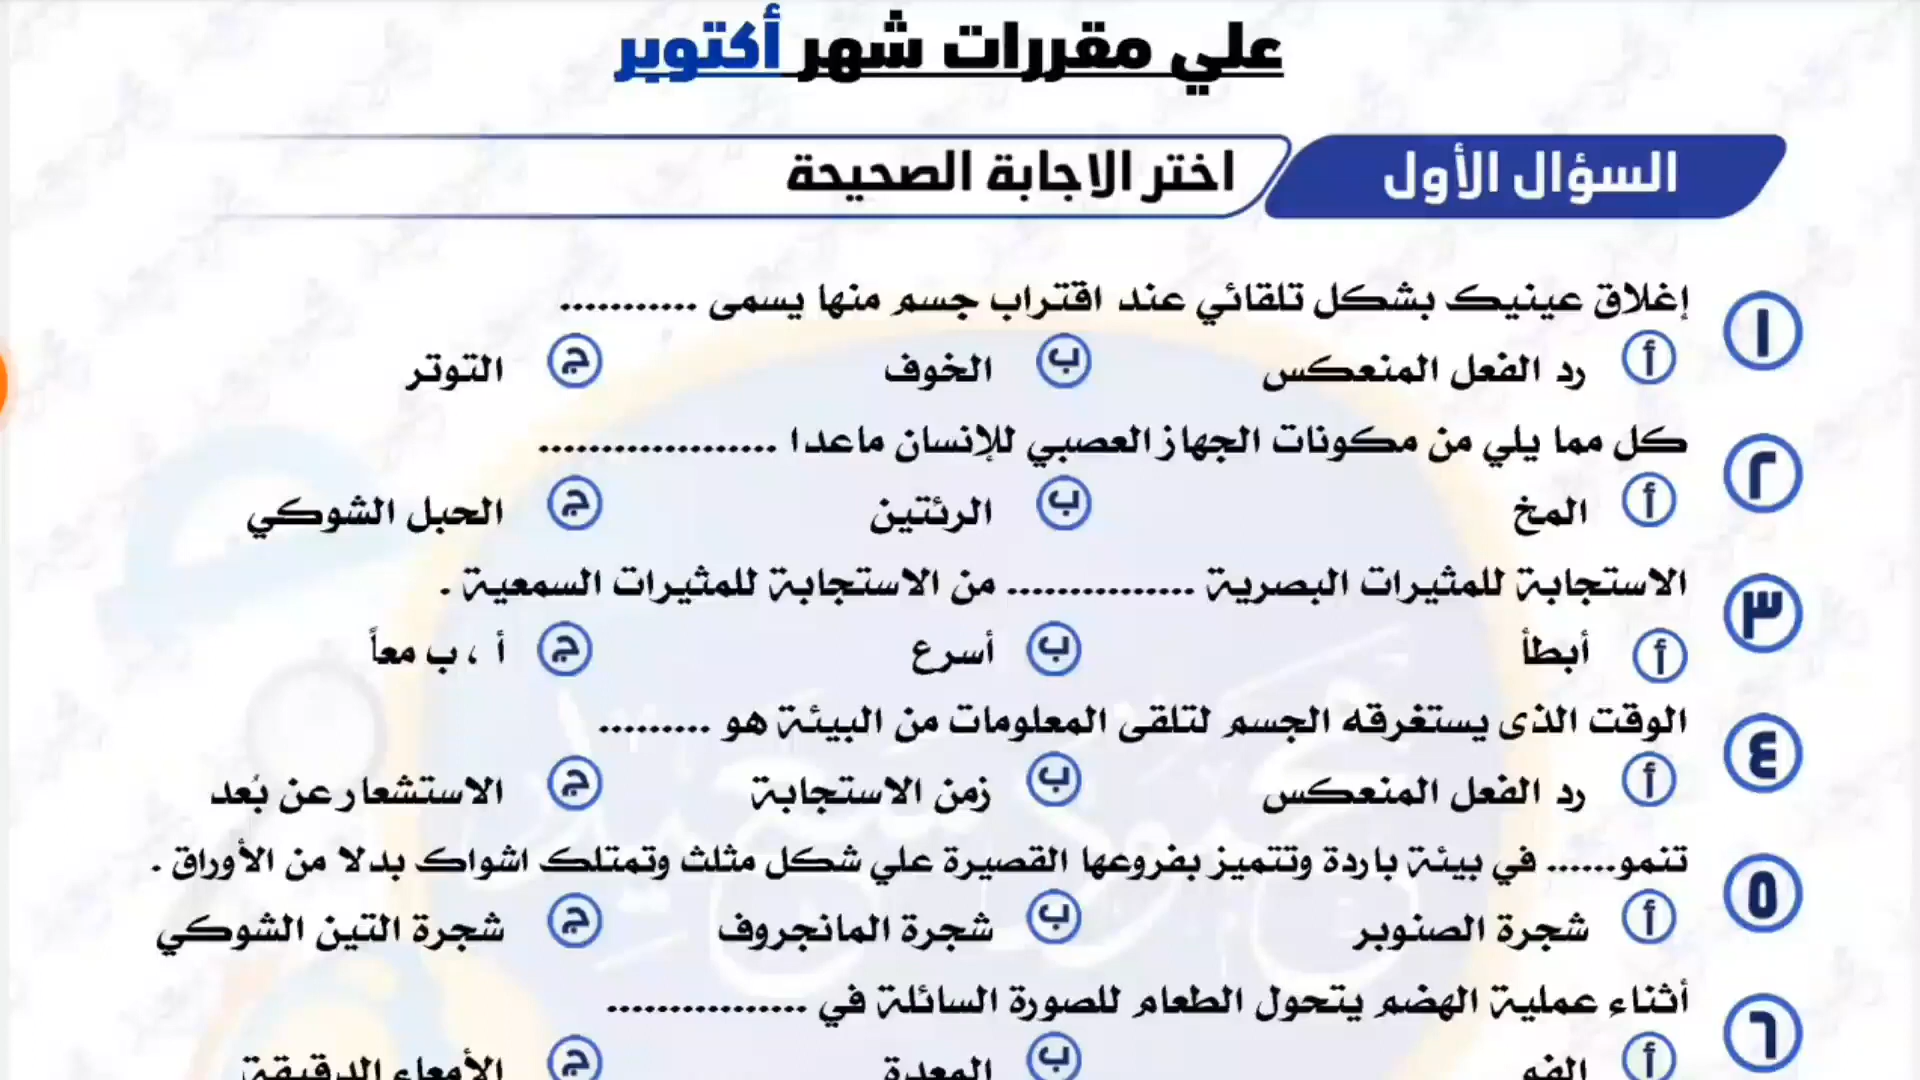 علي مقررات شهر أكتوبر
السؤال الأول اختر الاجابة الصحيحة
١ إغلاق عينيك بشكل تلقائي عند اقتراب جسم منها يسمى ...........
أ رد الفعل المنعكس ب الخوف ج التوتر
٢ كل مما يلي من مكونات الجهاز العصبي للإنسان ماعدا ...................
أ المخ ب الرئتين ج الحبل الشوكي
٣ الاستجابة للمثيرات البصرية ............... من الاستجابة للمثيرات السمعية .
أ أبطأ ب أسرع ج أ ، ب معاً
٤ الوقت الذى يستغرقه الجسم لتلقى المعلومات من البيئة هو .........
أ رد الفعل المنعكس ب زمن الاستجابة ج الاستشعار عن بُعد
٥ تنمو...... في بيئة باردة وتتميز بفروعها القصيرة علي شكل مثلث وتمتلك اشواك بدلا من الأوراق .
أ شجرة الصنوبر ب شجرة المانجروف ج شجرة التين الشوكي
٦ أثناء عملية الهضم يتحول الطعام للصورة السائلة في ................
أ الفم ب المعدة ج الأمعاء الدقيقة